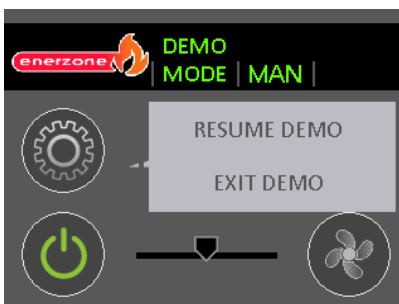 enerzone
DEMO
MODE | MAN |
RESUME DEMO
EXIT DEMO